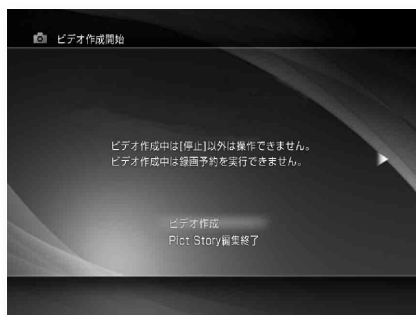 ビデオ作成開始
ビデオ作成中は[停止]以外は操作できません。
ビデオ作成中は録画予約を実行できません。
ビデオ作成
Pict Story編集終了